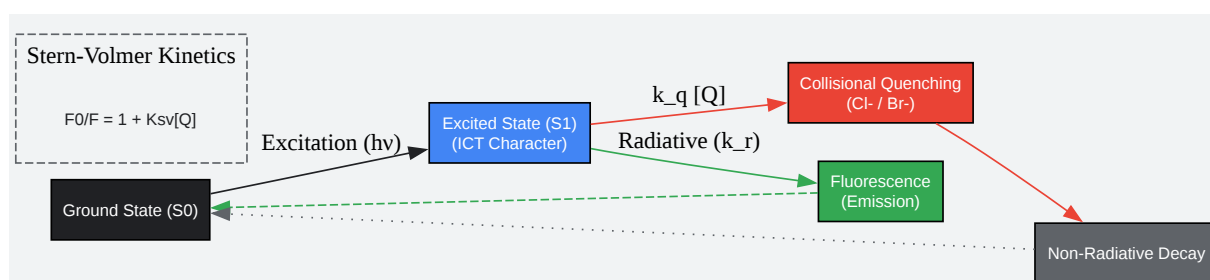 Stern-Volmer Kinetics
F0/F = 1 + Ksv[Q]
Ground State (S0)
Excitation (hν)
Excited State (S1)
(ICT Character)
k_q [Q]
Radiative (k_r)
Collisional Quenching
(Cl- / Br-)
Fluorescence
(Emission)
Non-Radiative Decay